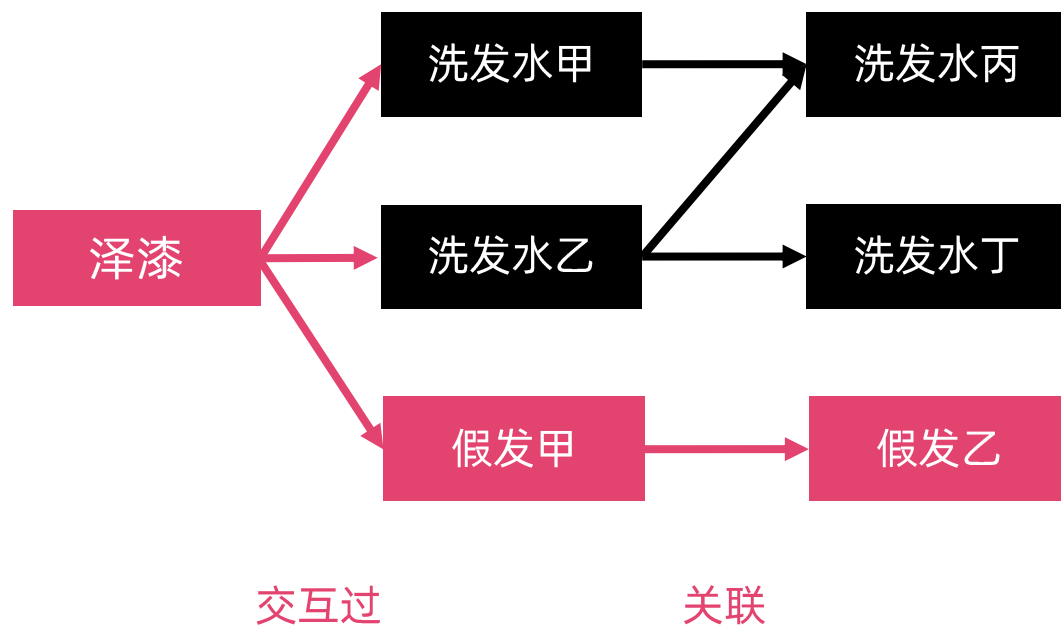 洗发水甲
洗发水丙
泽漆
洗发水乙
洗发水丁
假发甲
假发乙
交互过
关联